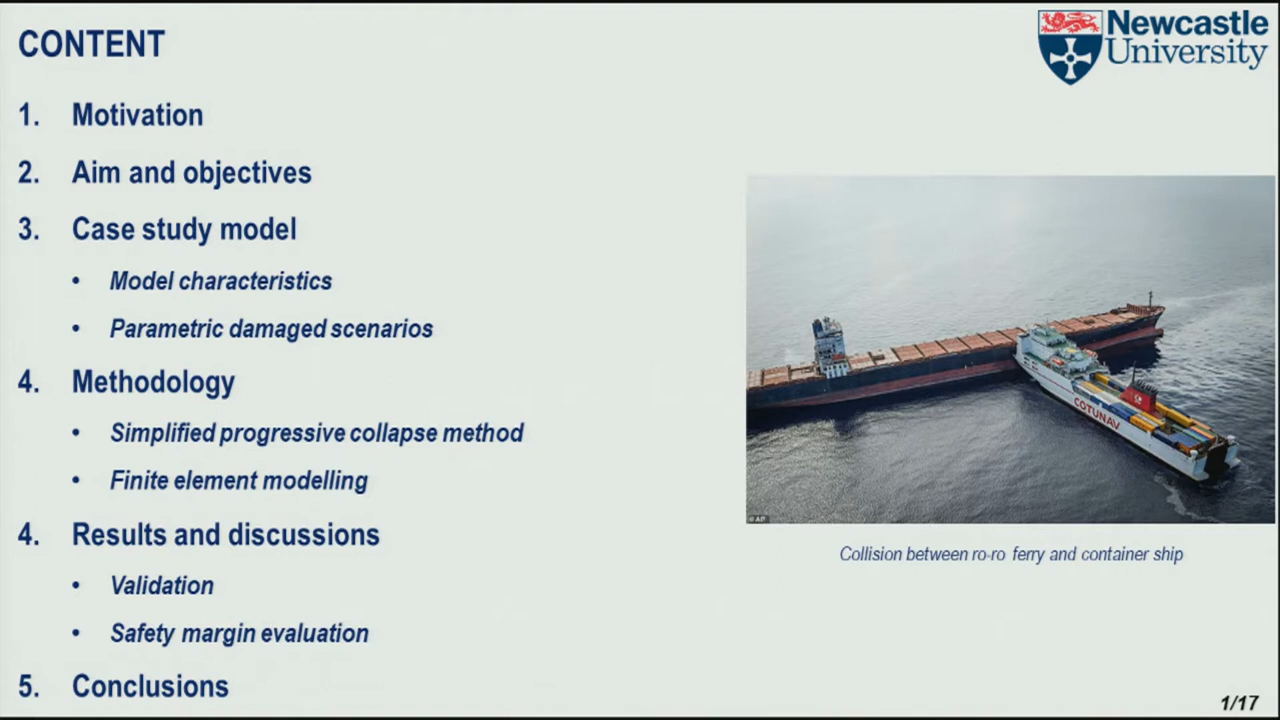 CONTENT
Newcastle
University
1. Motivation
2. Aim and objectives
3. Case study model
• Model characteristics
• Parametric damaged scenarios
4. Methodology
• Simplified progressive collapse method
• Finite element modelling
4. Results and discussions
• Validation
• Safety margin evaluation
5. Conclusions
COTUNAV
© AP
Collision between ro-ro ferry and container ship
1/17